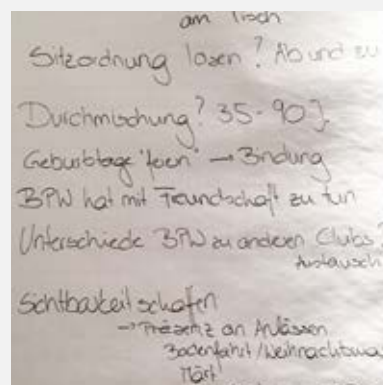 am Tisch
Sitzordnung losen? Ab und zu
Durchmischung? 35-90 J.
Geburtstage "feiern" → Bindung
BPW hat mit Freundschaft zu tun
Unterschiede BPW zu anderen Clubs?
Austausch
Sichtbarkeit schaffen
→ Präsenz an Anlässen
Bodenfahrt/Weihnachtsma
Märt